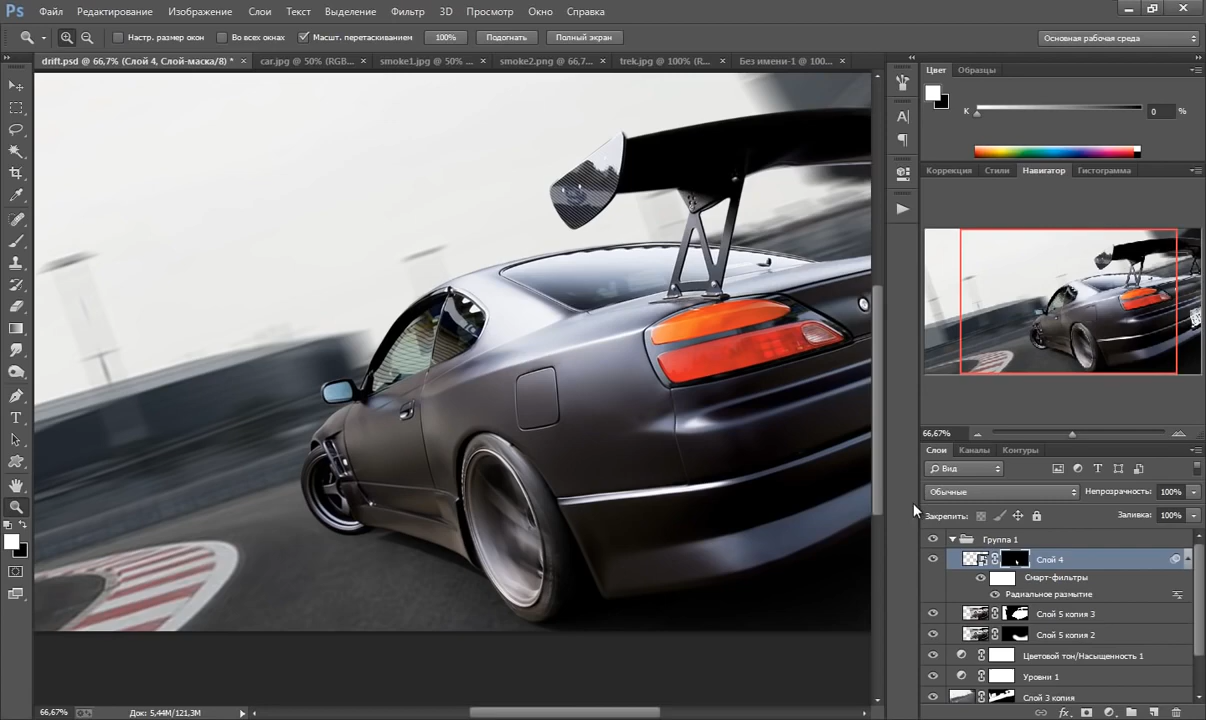 Ps Файл Редактирование Изображение Слои Текст Выделение Фильтр 3D Просмотр Окно Справка
Настр. размер окон Во всех окнах Масшт. перетаскиванием 100% Подогнать Полный экран Основная рабочая среда
drift.psd @ 66,7% (Слой 4, Слой-маска/8) * × car.jpg @ 50% (RGB... × smoke1.jpg @ 50% ... × smoke2.png @ 66,7... × trek.jpg @ 100% (R... × Без имени-1 @ 100... ×
Цвет Образцы
K 0 %
Коррекция Стили Навигатор Гистограмма
66,67%
Слои Каналы Контуры
Вид
Обычные Непрозрачность: 100%
Закрепить: Заливка: 100%
Группа 1
Слой 4
Смарт-фильтры
Радиальное размытие
Слой 5 копия 3
Слой 5 копия 2
Цветовой тон/Насыщенность 1
Уровни 1
Слой 3 копия
66,67% Док: 5,44M/121,3M